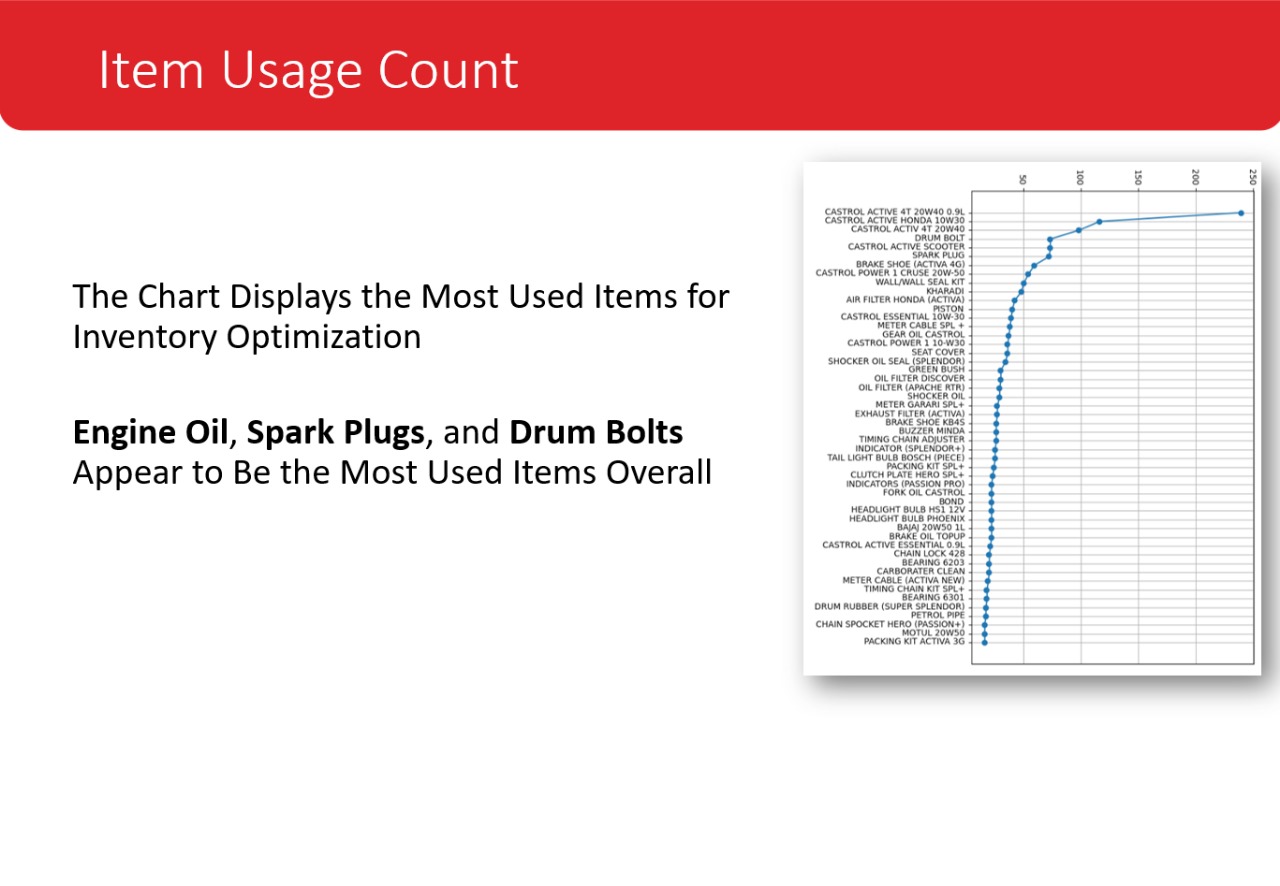 Item Usage Count
The Chart Displays the Most Used Items for
Inventory Optimization
Engine Oil, Spark Plugs, and Drum Bolts
Appear to Be the Most Used Items Overall
50
100
150
200
250
CASTROL ACTIVE 4T 20W40 0.9L
CASTROL ACTIVE HONDA 10W30
CASTROL ACTIV 4T 20W40
DRUM BOLT
CASTROL ACTIVE SCOOTER
SPARK PLUG
BRAKE SHOE (ACTIVA 4G)
CASTROL POWER 1 CRUSE 20W-50
WALL/WALL SEAL KIT
KHARADI
AIR FILTER HONDA (ACTIVA)
PISTON
CASTROL ESSENTIAL 10W-30
METER CABLE SPL +
GEAR OIL CASTROL
CASTROL POWER 1 10-W30
SEAT COVER
SHOCKER OIL SEAL (SPLENDOR)
GREEN BUSH
OIL FILTER DISCOVER
OIL FILTER (APACHE RTR)
SHOCKER OIL
METER GARARI SPL+
EXHAUST FILTER (ACTIVA)
BRAKE SHOE KB4S
BUZZER MINDA
TIMING CHAIN ADJUSTER
INDICATOR (SPLENDOR+)
TAIL LIGHT BULB BOSCH (PIECE)
PACKING KIT SPL+
CLUTCH PLATE HERO SPL+
INDICATORS (PASSION PRO)
FORK OIL CASTROL
BOND
HEADLIGHT BULB HS1 12V
HEADLIGHT BULB PHOENIX
BAJAJ 20W50 1L
BRAKE OIL TOPUP
CASTROL ACTIVE ESSENTIAL 0.9L
CHAIN LOCK 428
BEARING 6203
CARBORATER CLEAN
METER CABLE (ACTIVA NEW)
TIMING CHAIN KIT SPL+
BEARING 6301
DRUM RUBBER (SUPER SPLENDOR)
PETROL PIPE
CHAIN SPOCKET HERO (PASSION+)
MOTUL 20W50
PACKING KIT ACTIVA 3G